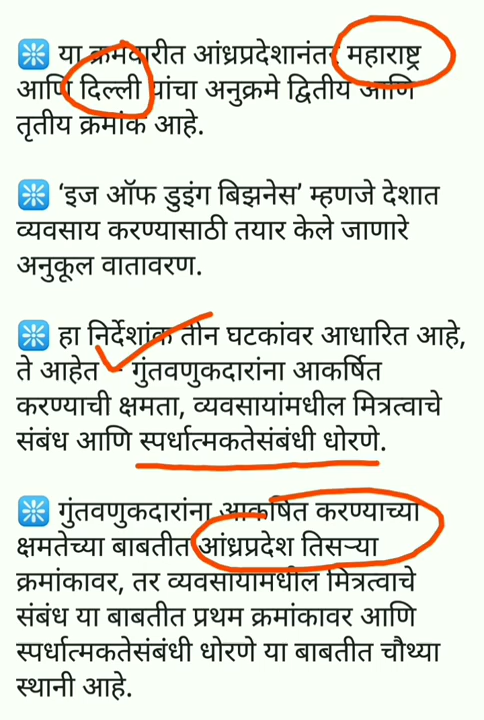 ❇️ या क्रमवारीत आंध्रप्रदेशानंतर महाराष्ट्र
आणि दिल्ली यांचा अनुक्रमे द्वितीय आणि
तृतीय क्रमांक आहे.
❇️ ‘इज ऑफ डुइंग बिझनेस’ म्हणजे देशात
व्यवसाय करण्यासाठी तयार केले जाणारे
अनुकूल वातावरण.
❇️ हा निर्देशांक तीन घटकांवर आधारित आहे,
ते आहेत - गुंतवणुकदारांना आकर्षित
करण्याची क्षमता, व्यवसायांमधील मित्रत्वाचे
संबंध आणि स्पर्धात्मकतेसंबंधी धोरणे.
❇️ गुंतवणुकदारांना आकर्षित करण्याच्या
क्षमतेच्या बाबतीत आंध्रप्रदेश तिसऱ्या
क्रमांकावर, तर व्यवसायांमधील मित्रत्वाचे
संबंध या बाबतीत प्रथम क्रमांकावर आणि
स्पर्धात्मकतेसंबंधी धोरणे या बाबतीत चौथ्या
स्थानी आहे.